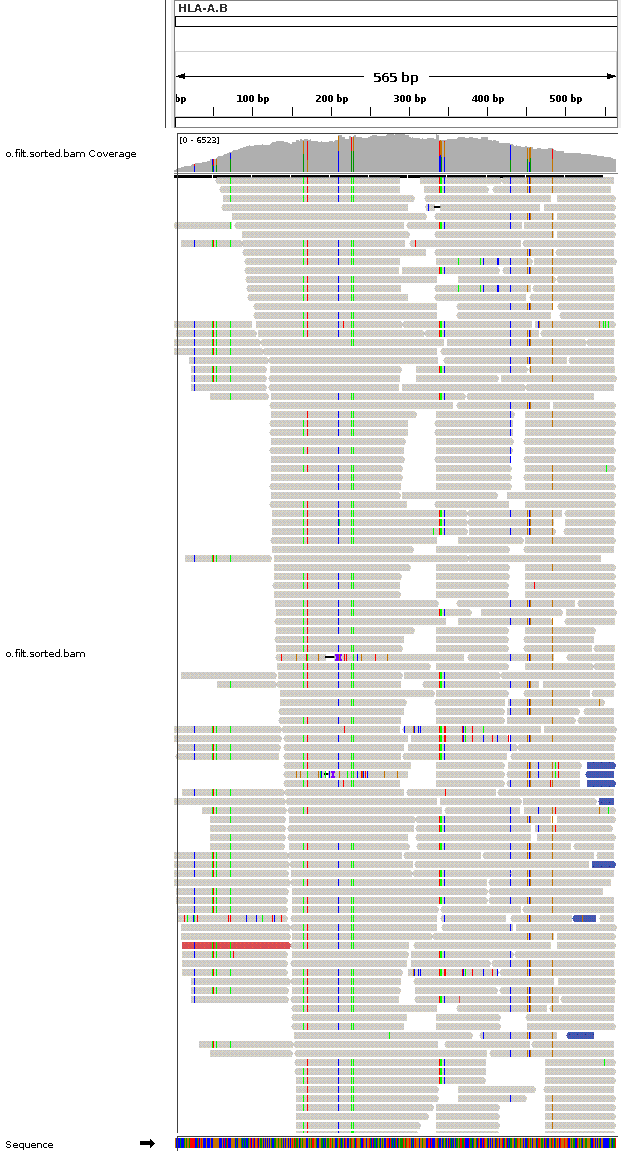 HLA-A.B
565 bp
bp 100 bp 200 bp 300 bp 400 bp 500 bp
[0 - 6523]
o.filt.sorted.bam Coverage
o.filt.sorted.bam
Sequence